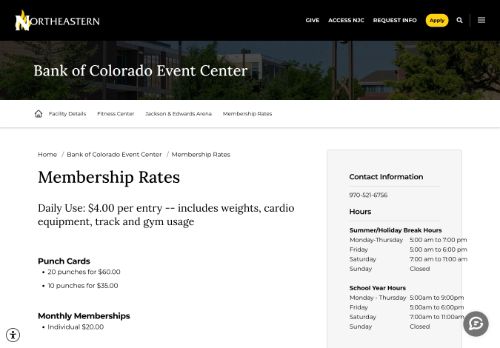 NORTHEASTERN
GIVE ACCESS NJC REQUEST INFO Apply
Bank of Colorado Event Center
Facility Details Fitness Center Jackson & Edwards Arena Membership Rates
Home / Bank of Colorado Event Center / Membership Rates
Membership Rates
Daily Use: $4.00 per entry -- includes weights, cardio
equipment, track and gym usage
Punch Cards
• 20 punches for $60.00
• 10 punches for $35.00
Monthly Memberships
• Individual $20.00
Contact Information
970-521-6756
Hours
Summer/Holiday Break Hours
Monday-Thursday 5:00 am to 7:00 pm
Friday 5:00 am to 6:00 pm
Saturday 7:00 am to 11:00 am
Sunday Closed
School Year Hours
Monday - Thursday 5:00am to 9:00pm
Friday 5:00am to 6:00pm
Saturday 7:00am to 11:00am
Sunday Closed